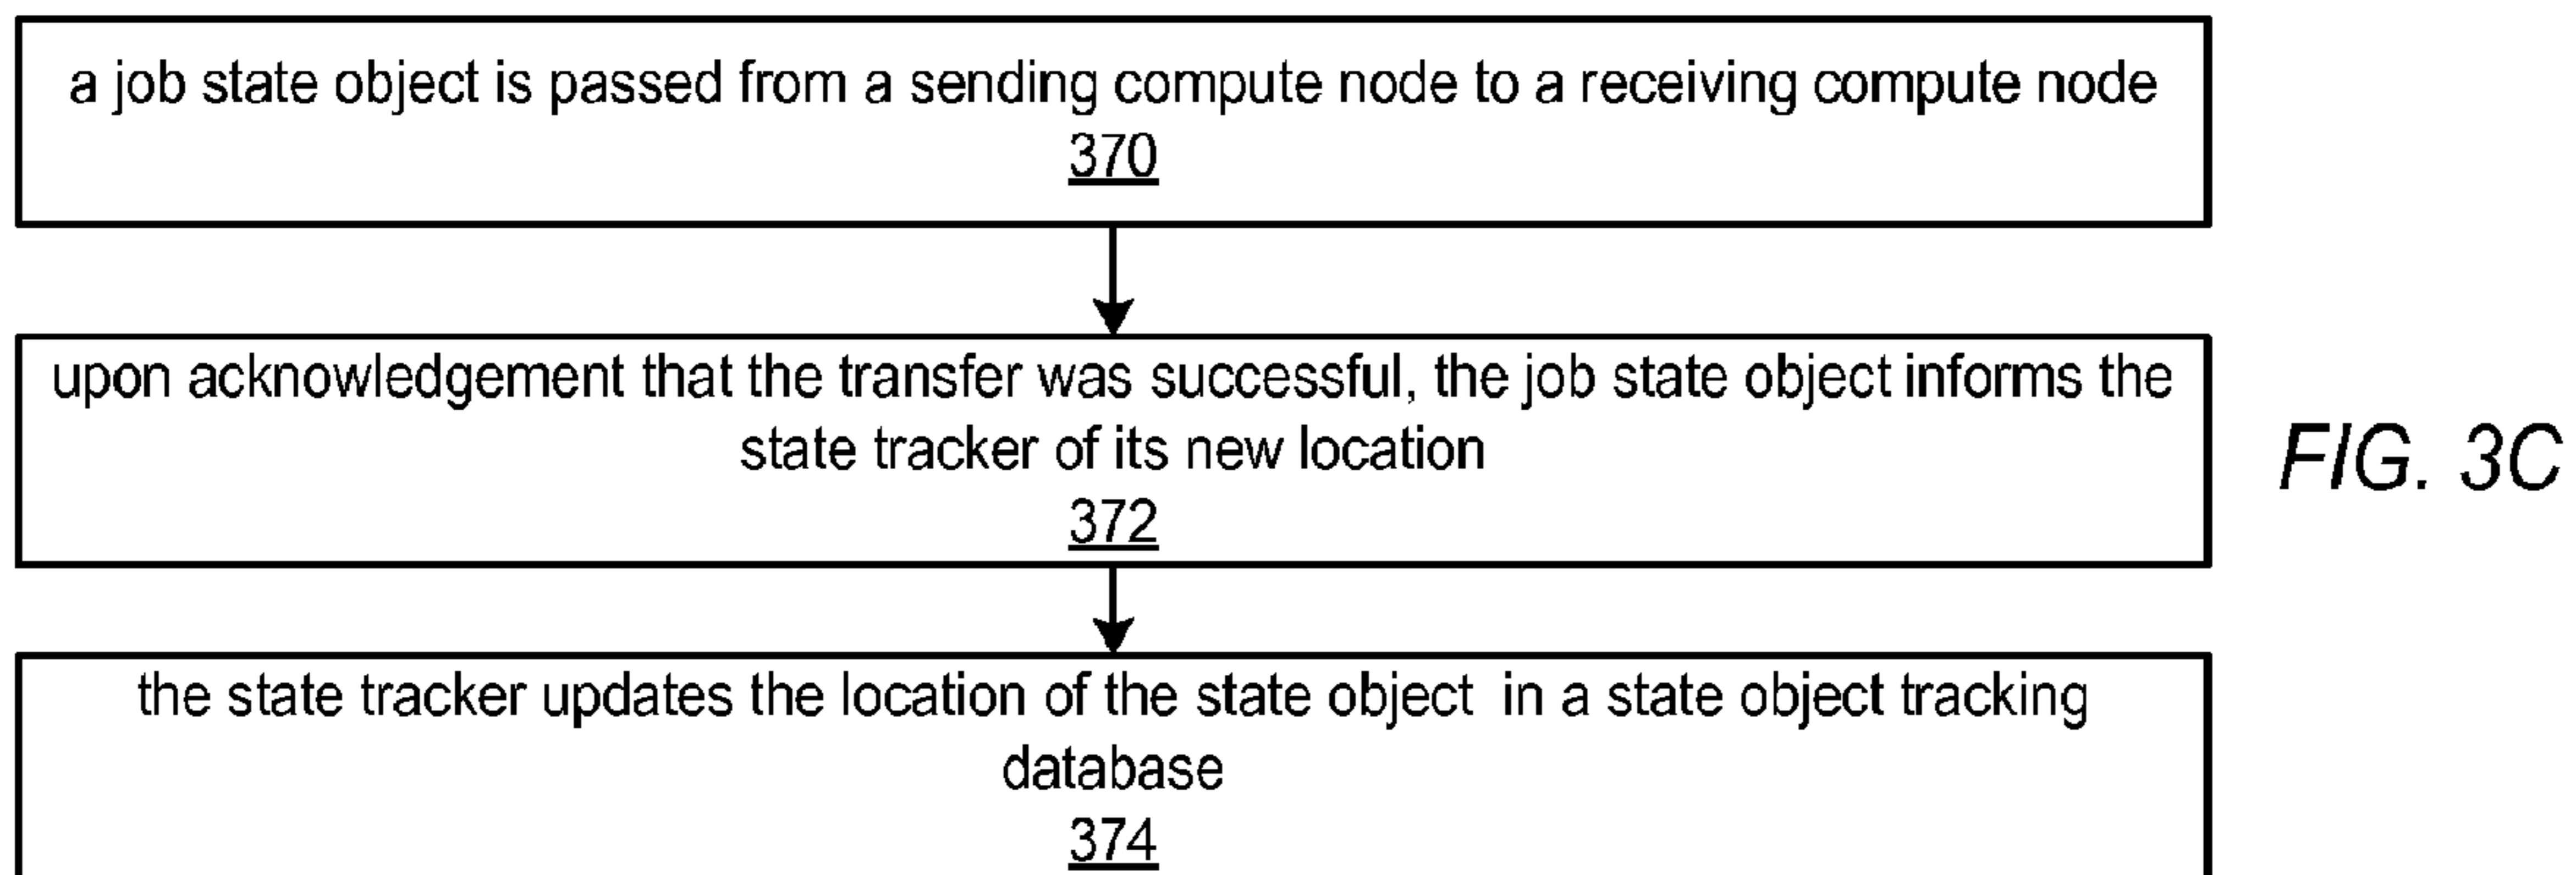 a job state object is passed from a sending compute node to a receiving compute node
370
upon acknowledgement that the transfer was successful, the job state object informs the
state tracker of its new location
372
FIG. 3C
the state tracker updates the location of the state object in a state object tracking
database
374